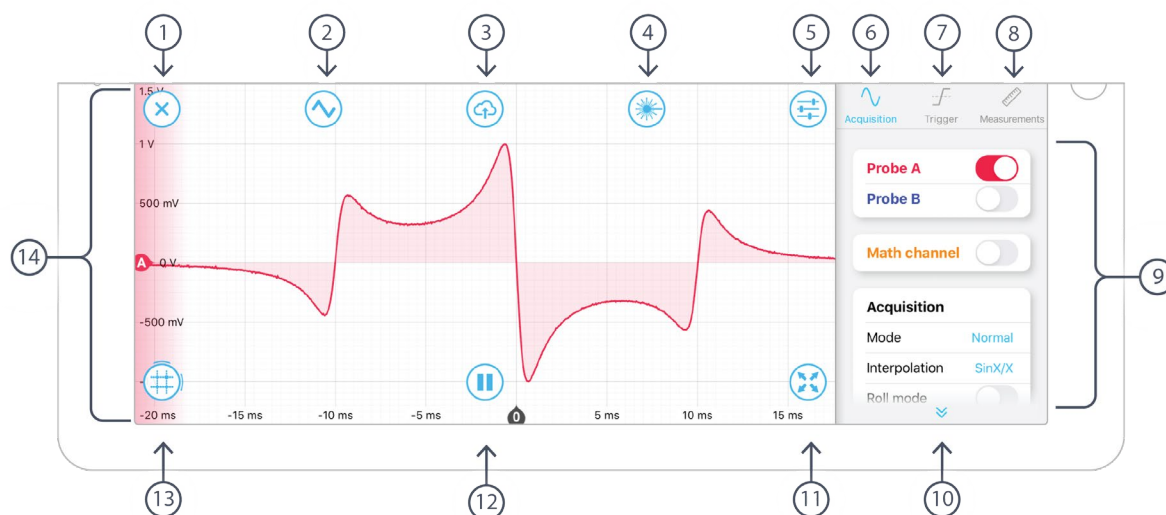 1
2
3
4
5
6
7
8
1.5 V
Acquisition
Trigger
Measurements
1 V
Probe A
500 mV
Probe B
14
A
0 V
Math channel
9
-500 mV
Acquisition
Mode
Normal
Interpolation
SinX/X
Roll mode
-20 ms
-15 ms
-10 ms
-5 ms
0
5 ms
10 ms
15 ms
13
12
11
10